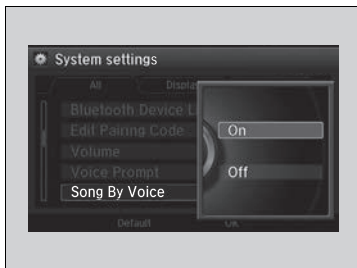 System settings
All Displa
Bluetooth Device L
Edit Pairing Code
Volume
Voice Prompt
Song By Voice
On
Off
Default OK